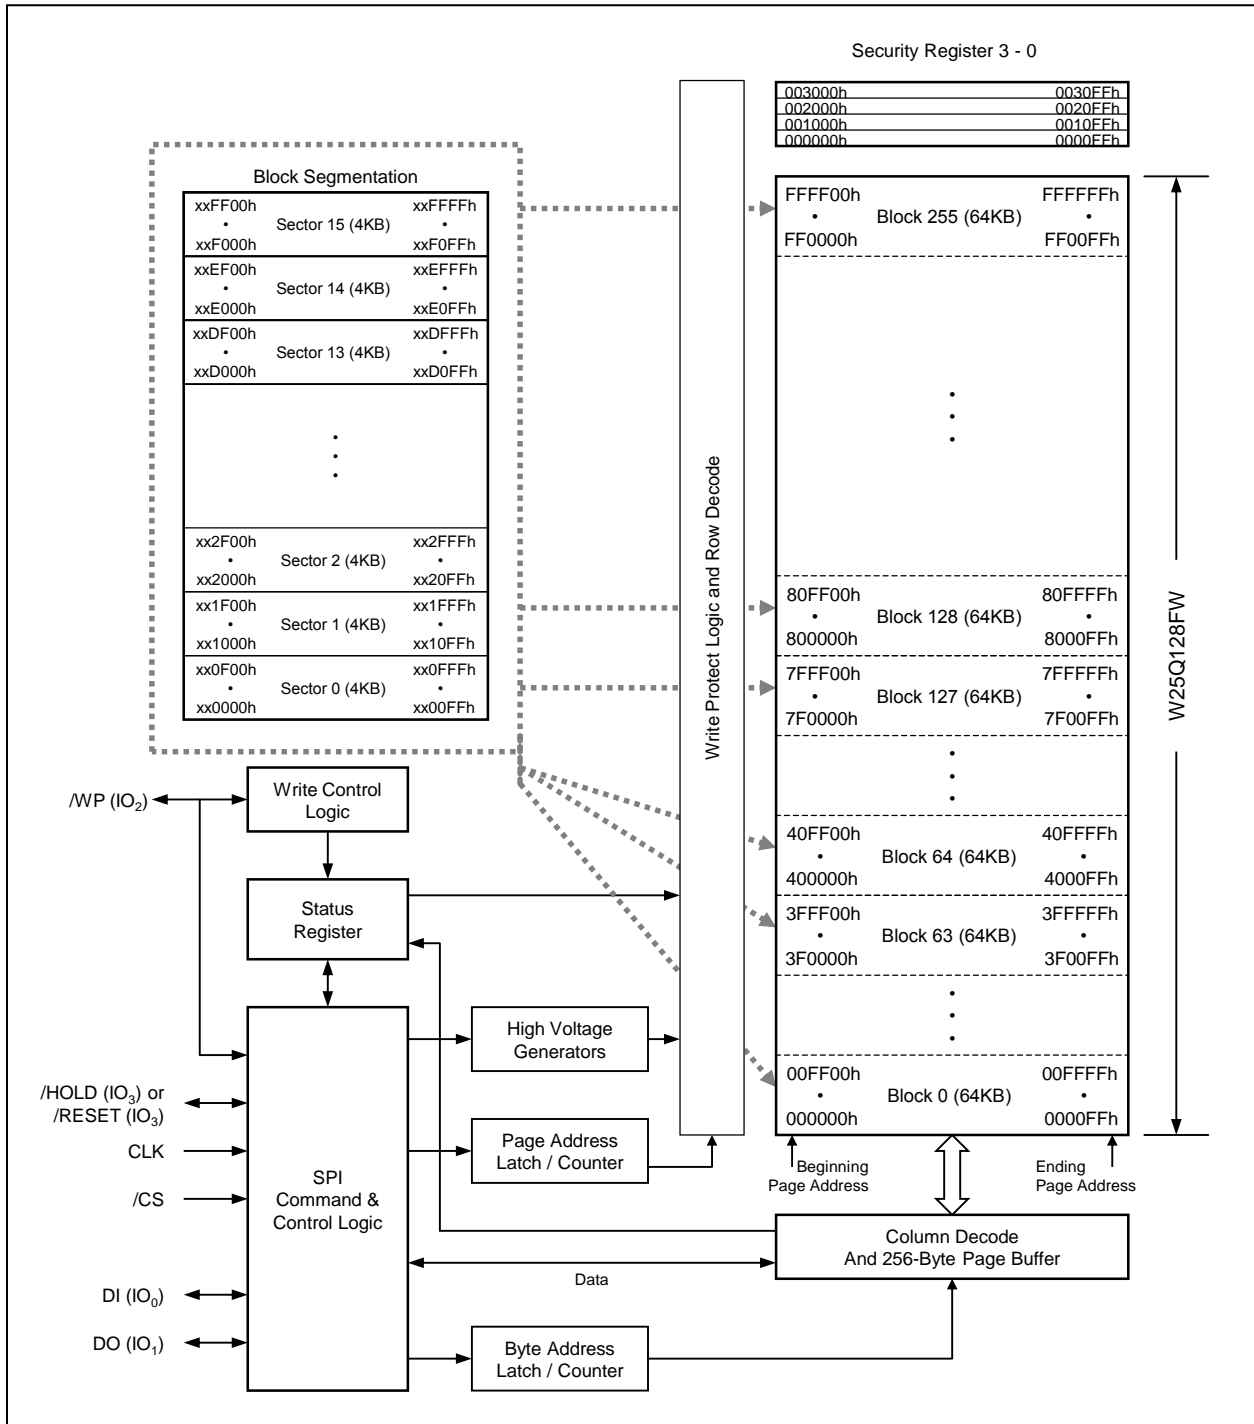 Security Register 3 - 0
003000h 0030FFh
002000h 0020FFh
001000h 0010FFh
000000h 0000FFh
Block Segmentation
xxFF00h xxFFFFh
• Sector 15 (4KB) •
xxF000h xxF0FFh
xxEF00h xxEFFFh
• Sector 14 (4KB) •
xxE000h xxE0FFh
xxDF00h xxDFFFh
• Sector 13 (4KB) •
xxD000h xxD0FFh
xx2F00h xx2FFFh
• Sector 2 (4KB) •
xx2000h xx20FFh
xx1F00h xx1FFFh
• Sector 1 (4KB) •
xx1000h xx10FFh
xx0F00h xx0FFFh
• Sector 0 (4KB) •
xx0000h xx00FFh
Write Protect Logic and Row Decode
FFFF00h FFFFFFh
• Block 255 (64KB) •
FF0000h FF00FFh
80FF00h 80FFFFh
• Block 128 (64KB) •
800000h 8000FFh
7FFF00h 7FFFFFh
• Block 127 (64KB) •
7F0000h 7F00FFh
40FF00h 40FFFFh
• Block 64 (64KB) •
400000h 4000FFh
3FFF00h 3FFFFFh
• Block 63 (64KB) •
3F0000h 3F00FFh
00FF00h 00FFFFh
• Block 0 (64KB) •
000000h 0000FFh
W25Q128FW
Beginning
Page Address
Ending
Page Address
/WP (IO₂)
Write Control
Logic
Status
Register
High Voltage
Generators
/HOLD (IO₃) or
/RESET (IO₃)
CLK
/CS
DI (IO₀)
DO (IO₁)
SPI
Command &
Control Logic
Page Address
Latch / Counter
Column Decode
And 256-Byte Page Buffer
Data
Byte Address
Latch / Counter